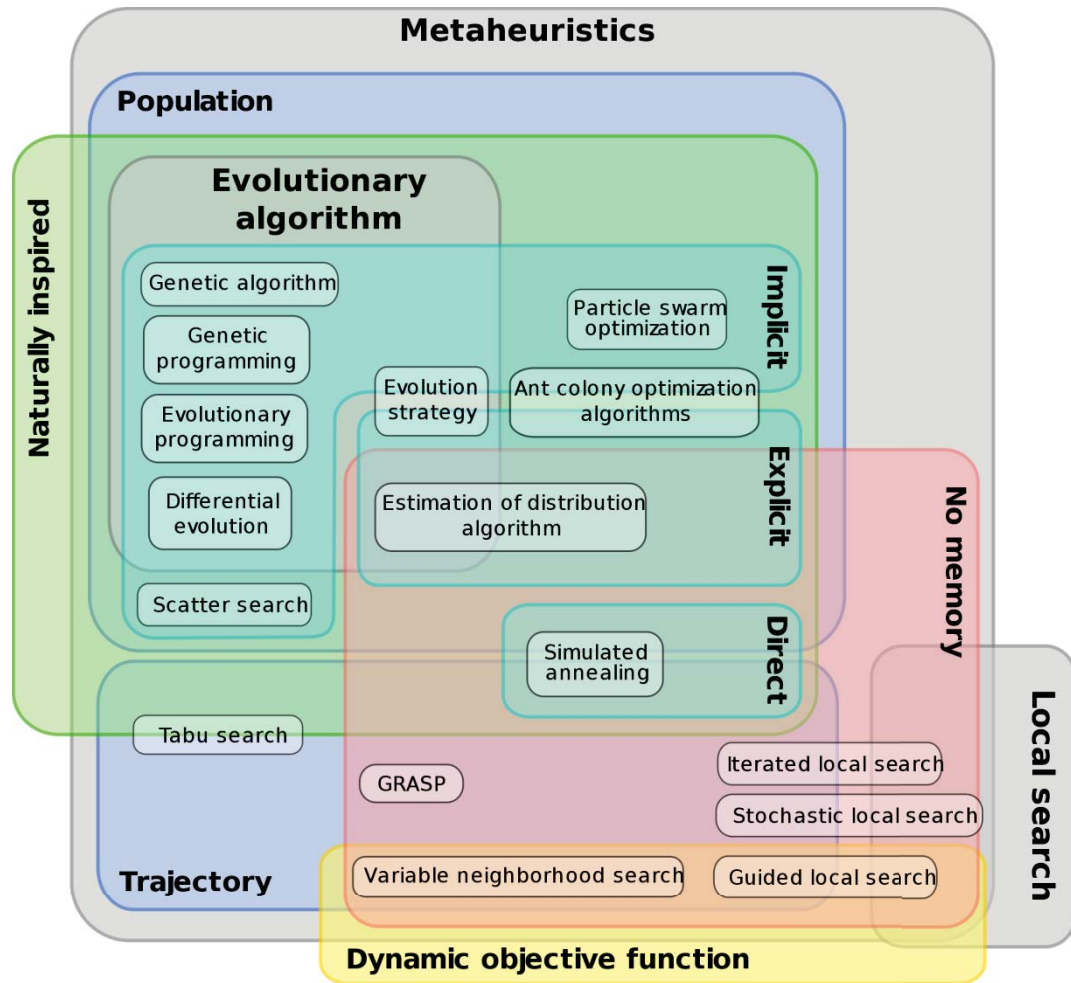 Metaheuristics
Population
Naturally inspired
Evolutionary
algorithm
Genetic algorithm
Implicit
Particle swarm
optimization
Genetic
programming
Evolution
strategy
Ant colony optimization
algorithms
Evolutionary
programming
Explicit
No memory
Differential
evolution
Estimation of distribution
algorithm
Scatter search
Direct
Simulated
annealing
Local search
Tabu search
GRASP
Iterated local search
Stochastic local search
Trajectory
Variable neighborhood search
Guided local search
Dynamic objective function